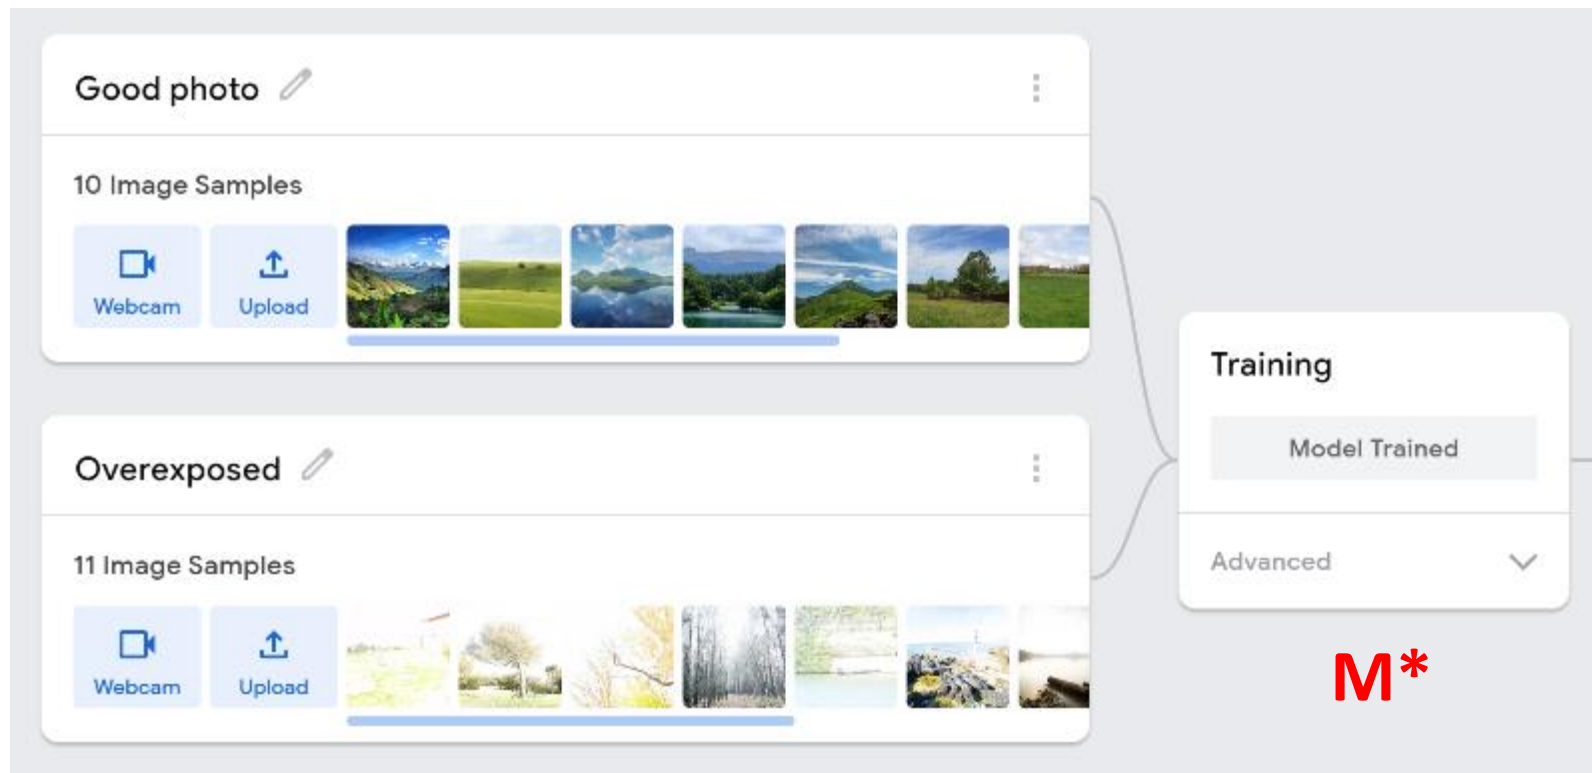 Good photo
10 Image Samples
Webcam
Upload
Overexposed
11 Image Samples
Webcam
Upload
Training
Model Trained
Advanced
M*